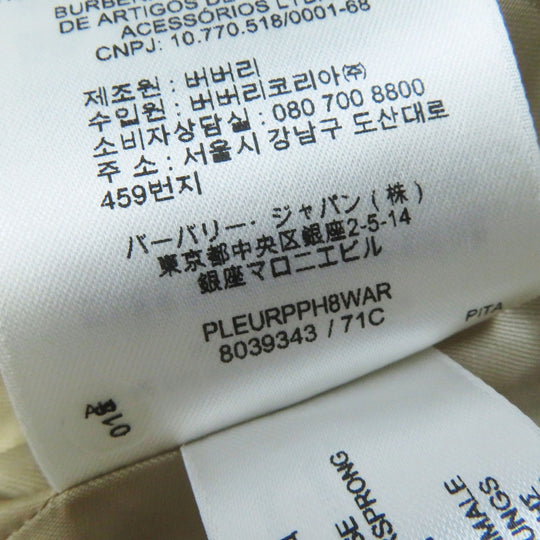 DE ARTIGOS DE
ACESSÓRIOS
CNPJ: 10.770.518/0001-68
제조원 : 버버리
수입원 : 버버리코리아㈜
소비자상담실 : 080 700 8800
주 소 : 서울시 강남구 도산대로
459번지
バーバリー・ジャパン(株)
東京都中央区銀座2-5-14
銀座マロニエビル
PLEURPPH8WAR
8039343 / 71C
PITA